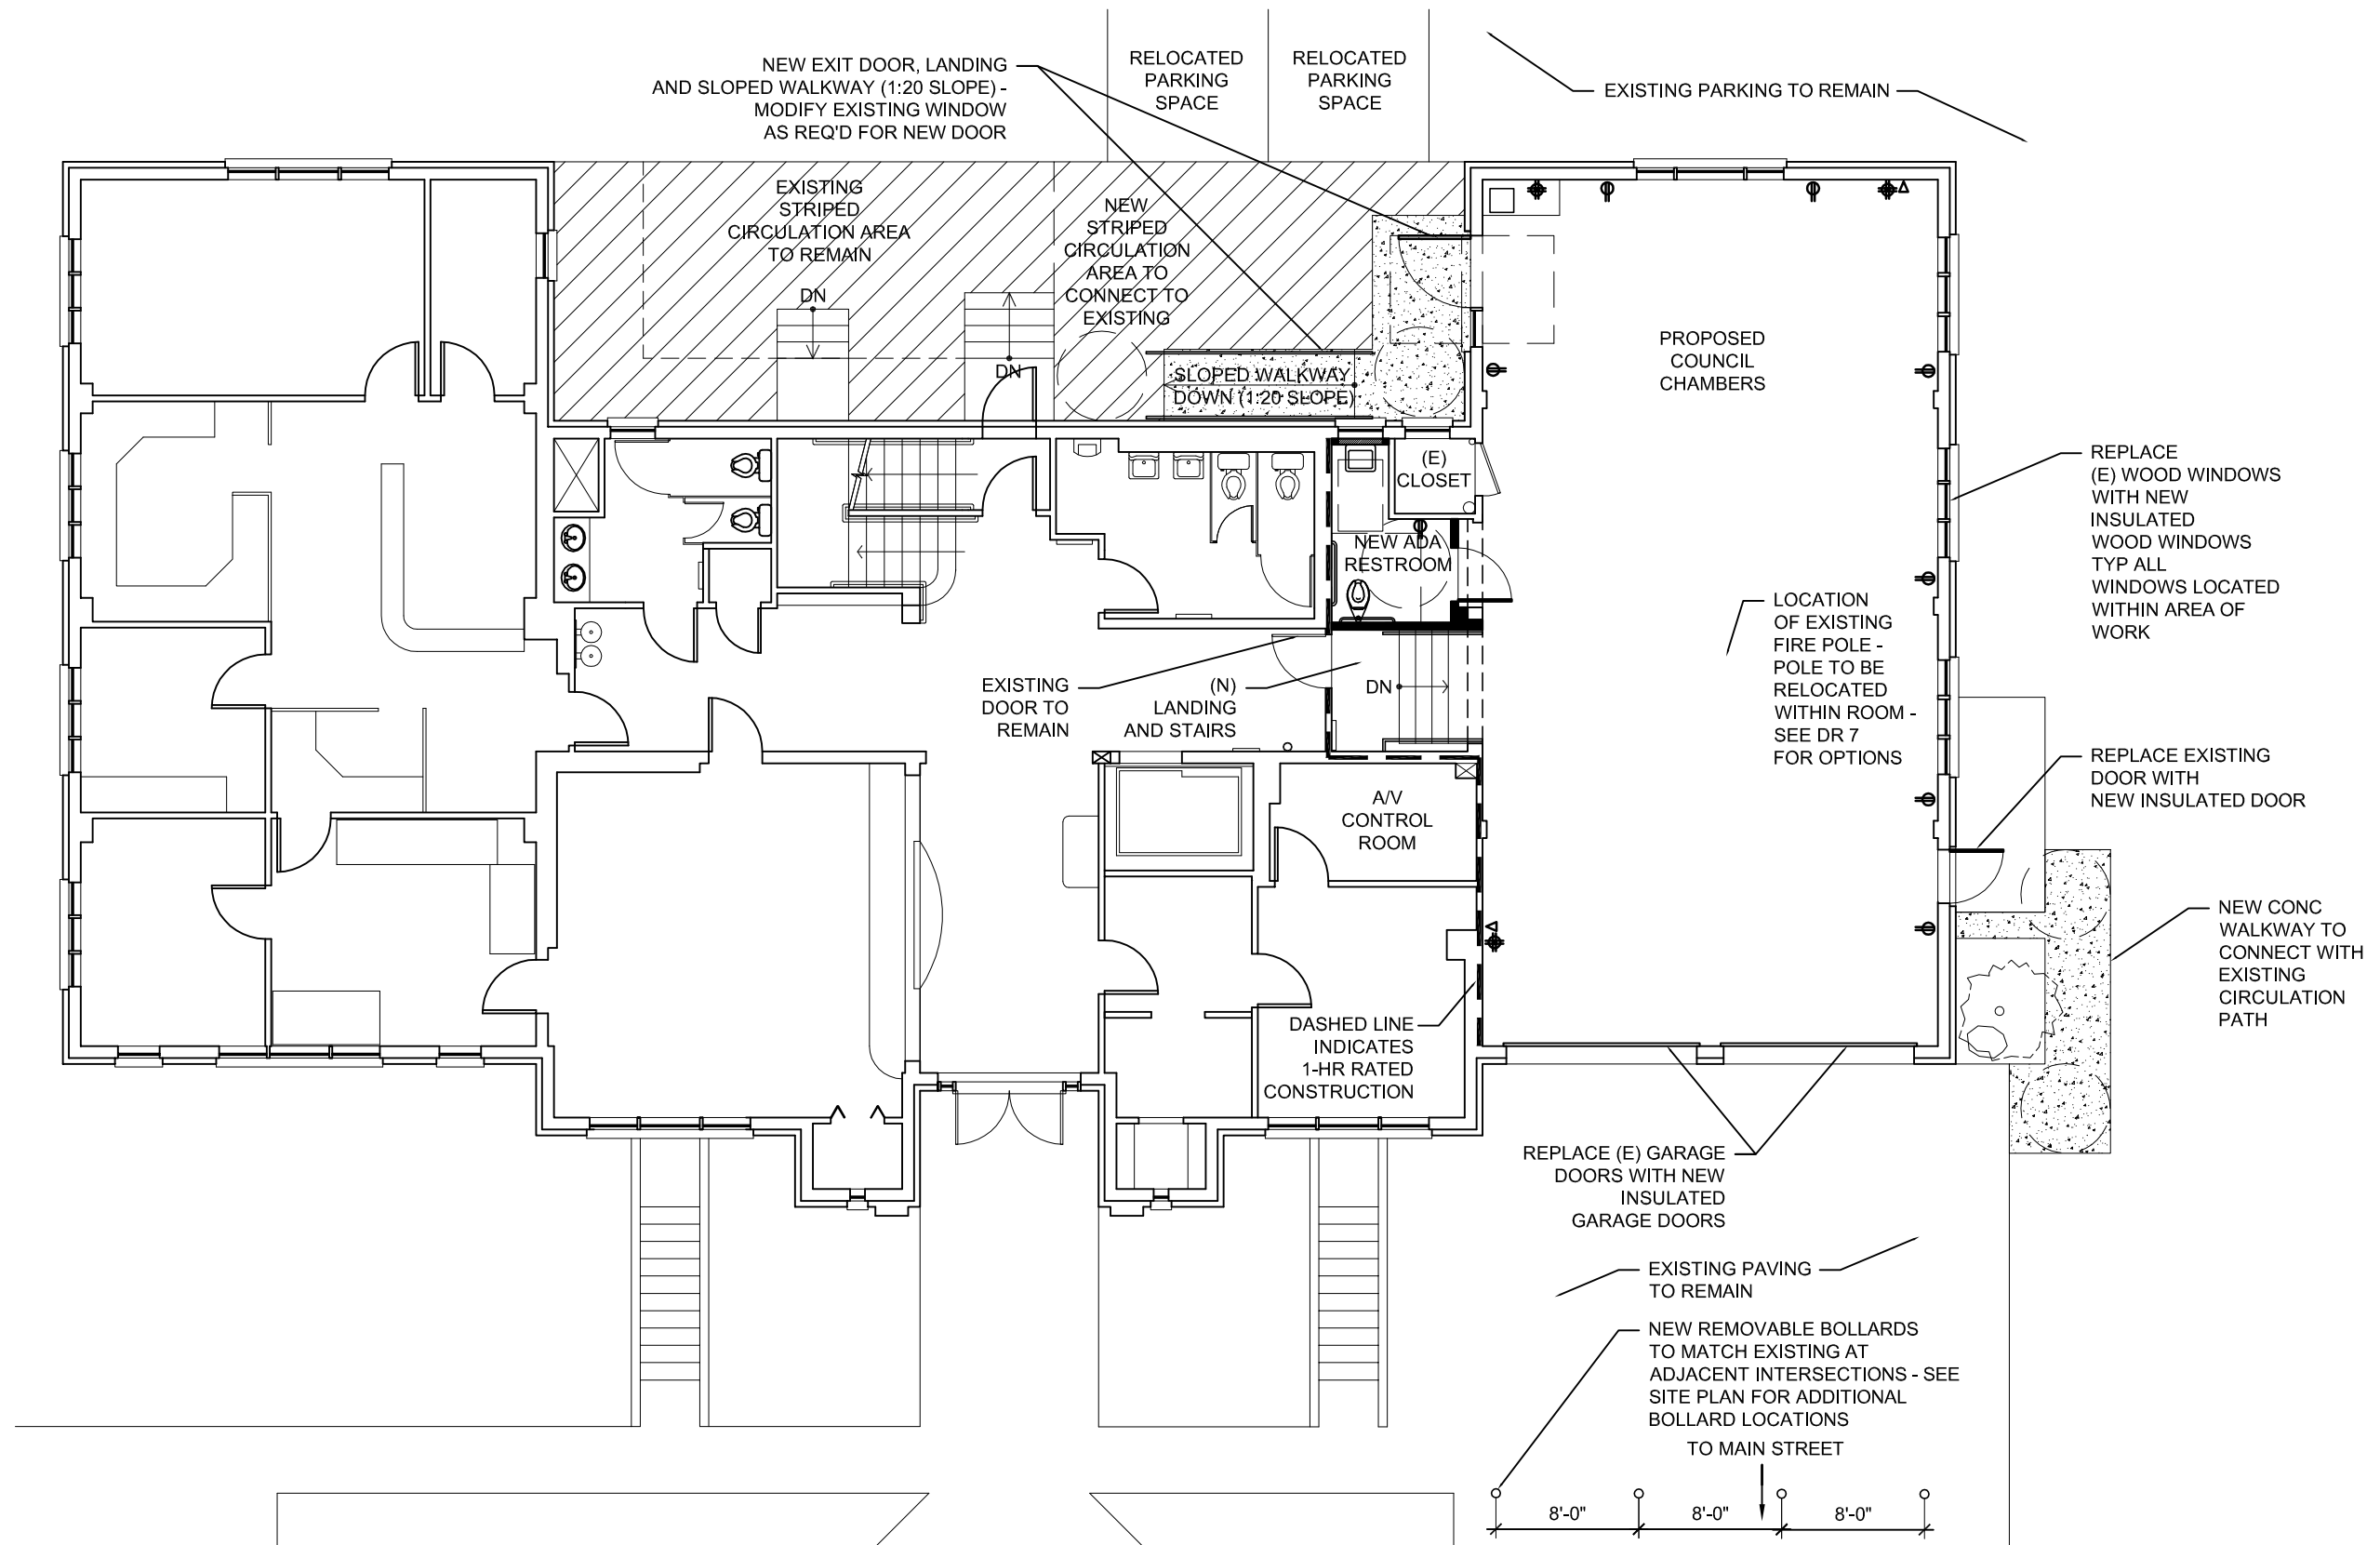 NEW EXIT DOOR, LANDING
AND SLOPED WALKWAY (1:20 SLOPE) -
MODIFY EXISTING WINDOW
AS REQ'D FOR NEW DOOR
RELOCATED
PARKING
SPACE
RELOCATED
PARKING
SPACE
EXISTING PARKING TO REMAIN
EXISTING
STRIPED
CIRCULATION AREA
TO REMAIN
NEW
STRIPED
CIRCULATION
AREA TO
CONNECT TO
EXISTING
DN
DN
SLOPED WALKWAY
DOWN (1:20 SLOPE)
PROPOSED
COUNCIL
CHAMBERS
(E)
CLOSET
NEW ADA
RESTROOM
REPLACE
(E) WOOD WINDOWS
WITH NEW
INSULATED
WOOD WINDOWS
TYP ALL
WINDOWS LOCATED
WITHIN AREA OF
WORK
LOCATION
OF EXISTING
FIRE POLE -
POLE TO BE
RELOCATED
WITHIN ROOM -
SEE DR 7
FOR OPTIONS
EXISTING
DOOR TO
REMAIN
(N)
LANDING
AND STAIRS
DN
REPLACE EXISTING
DOOR WITH
NEW INSULATED DOOR
A/V
CONTROL
ROOM
NEW CONC
WALKWAY TO
CONNECT WITH
EXISTING
CIRCULATION
PATH
DASHED LINE
INDICATES
1-HR RATED
CONSTRUCTION
REPLACE (E) GARAGE
DOORS WITH NEW
INSULATED
GARAGE DOORS
EXISTING PAVING
TO REMAIN
NEW REMOVABLE BOLLARDS
TO MATCH EXISTING AT
ADJACENT INTERSECTIONS - SEE
SITE PLAN FOR ADDITIONAL
BOLLARD LOCATIONS
TO MAIN STREET
8'-0"
8'-0"
8'-0"